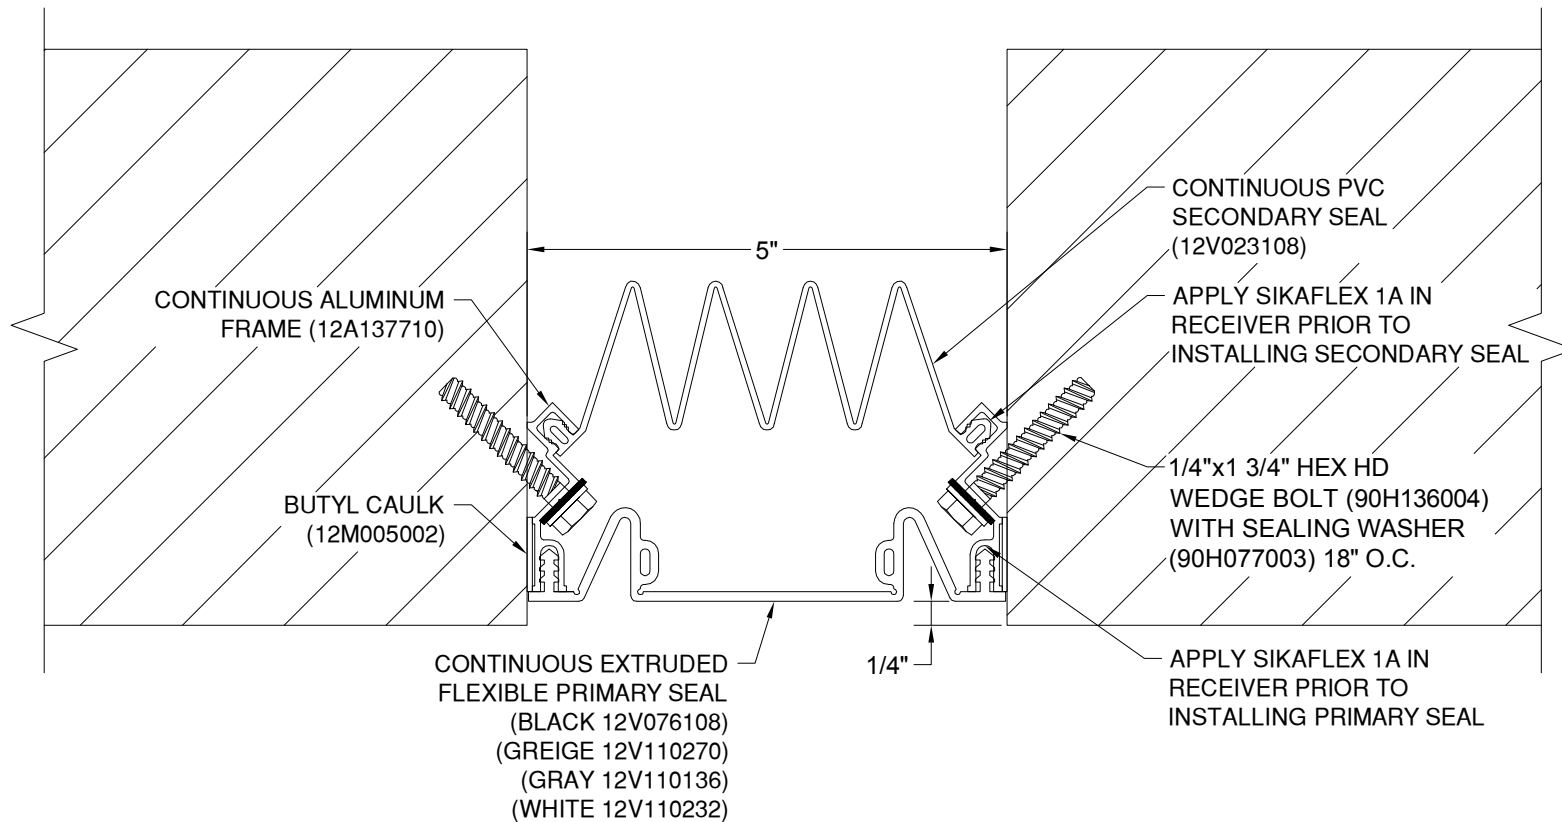 CONTINUOUS PVC
SECONDARY SEAL
(12V023108)
5"
CONTINUOUS ALUMINUM
FRAME (12A137710)
APPLY SIKAFLEX 1A IN
RECEIVER PRIOR TO
INSTALLING SECONDARY SEAL
BUTYL CAULK
(12M005002)
1/4"x1 3/4" HEX HD
WEDGE BOLT (90H136004)
WITH SEALING WASHER
(90H077003) 18" O.C.
CONTINUOUS EXTRUDED
FLEXIBLE PRIMARY SEAL
(BLACK 12V076108)
(GREIGE 12V110270)
(GRAY 12V110136)
(WHITE 12V110232)
1/4"
APPLY SIKAFLEX 1A IN
RECEIVER PRIOR TO
INSTALLING PRIMARY SEAL